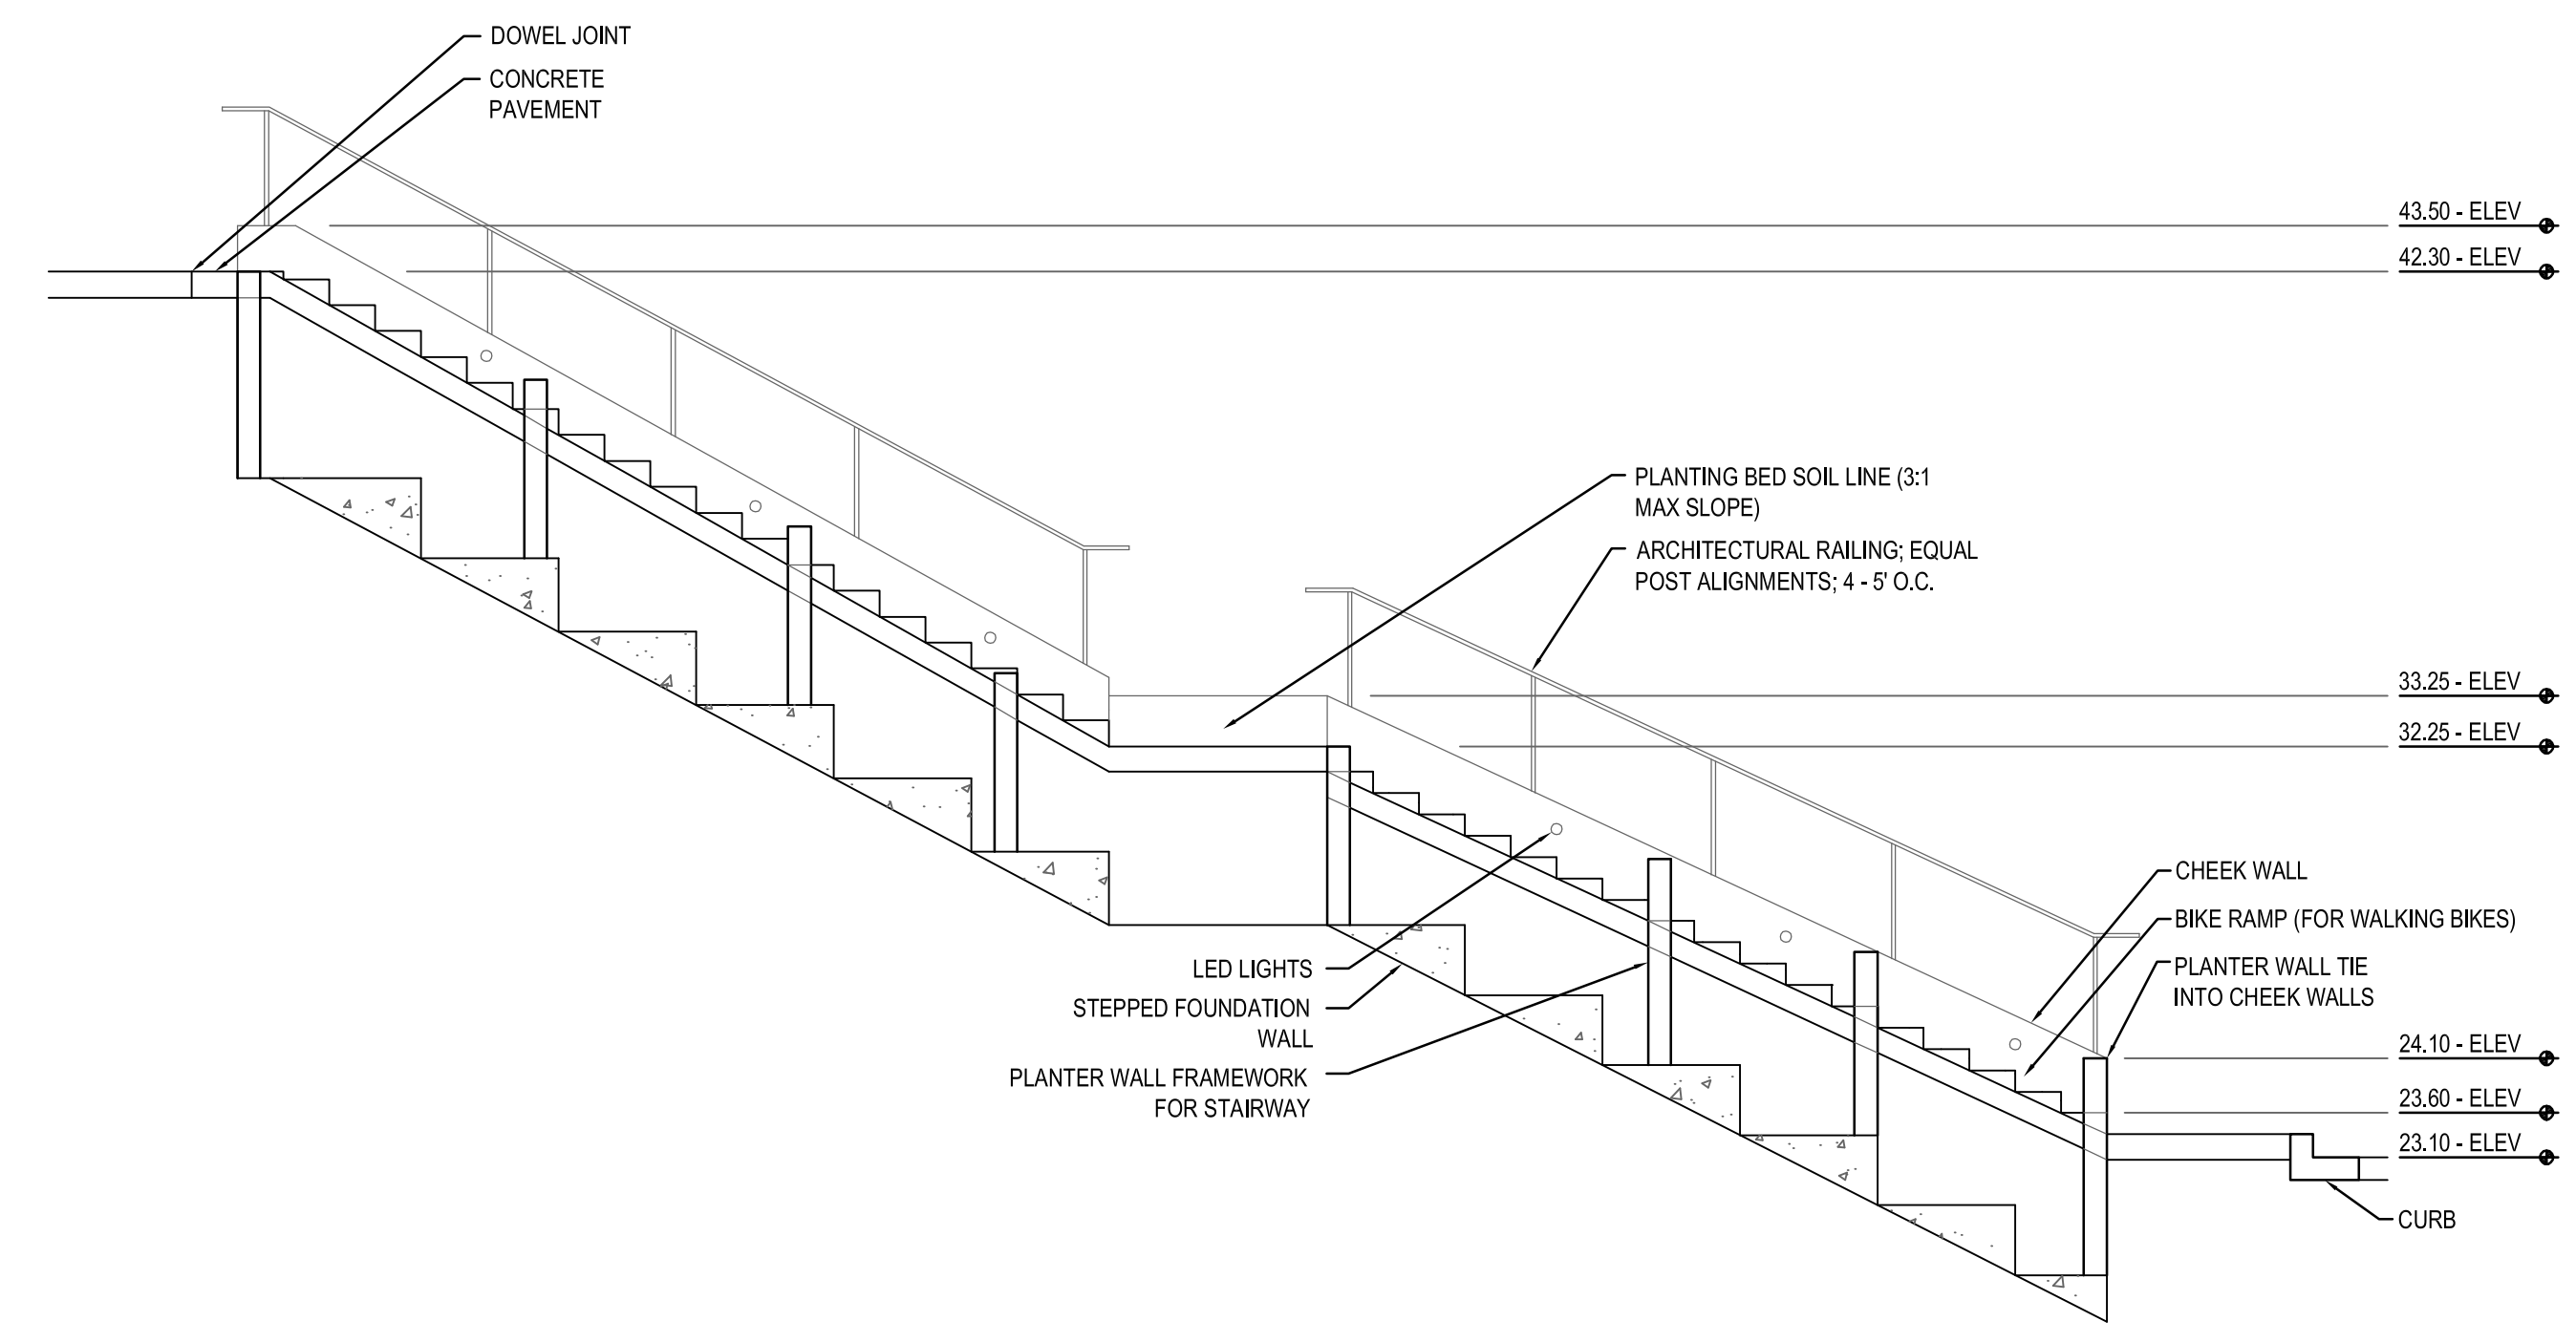 DOWEL JOINT
CONCRETE
PAVEMENT
43.50 - ELEV
42.30 - ELEV
PLANTING BED SOIL LINE (3:1
MAX SLOPE)
ARCHITECTURAL RAILING; EQUAL
POST ALIGNMENTS; 4 - 5' O.C.
33.25 - ELEV
32.25 - ELEV
CHEEK WALL
BIKE RAMP (FOR WALKING BIKES)
PLANTER WALL TIE
INTO CHEEK WALLS
LED LIGHTS
STEPPED FOUNDATION
WALL
PLANTER WALL FRAMEWORK
FOR STAIRWAY
24.10 - ELEV
23.60 - ELEV
23.10 - ELEV
CURB